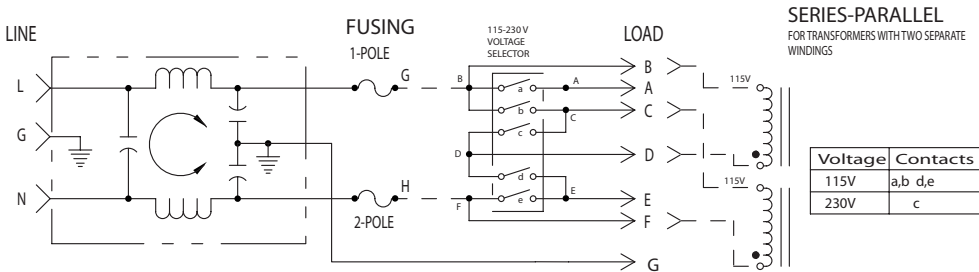 SERIES-PARALLEL
FOR TRANSFORMERS WITH TWO SEPARATE
WINDINGS
LINE
FUSING
1-POLE
115-230 V
VOLTAGE
SELECTOR
LOAD
L
G
N
G
H
2-POLE
B
D
F
a
b
c
d
e
A
C
E
B
A
C
D
E
F
G
115V
115V
Voltage Contacts
115V a,b d,e
230V c